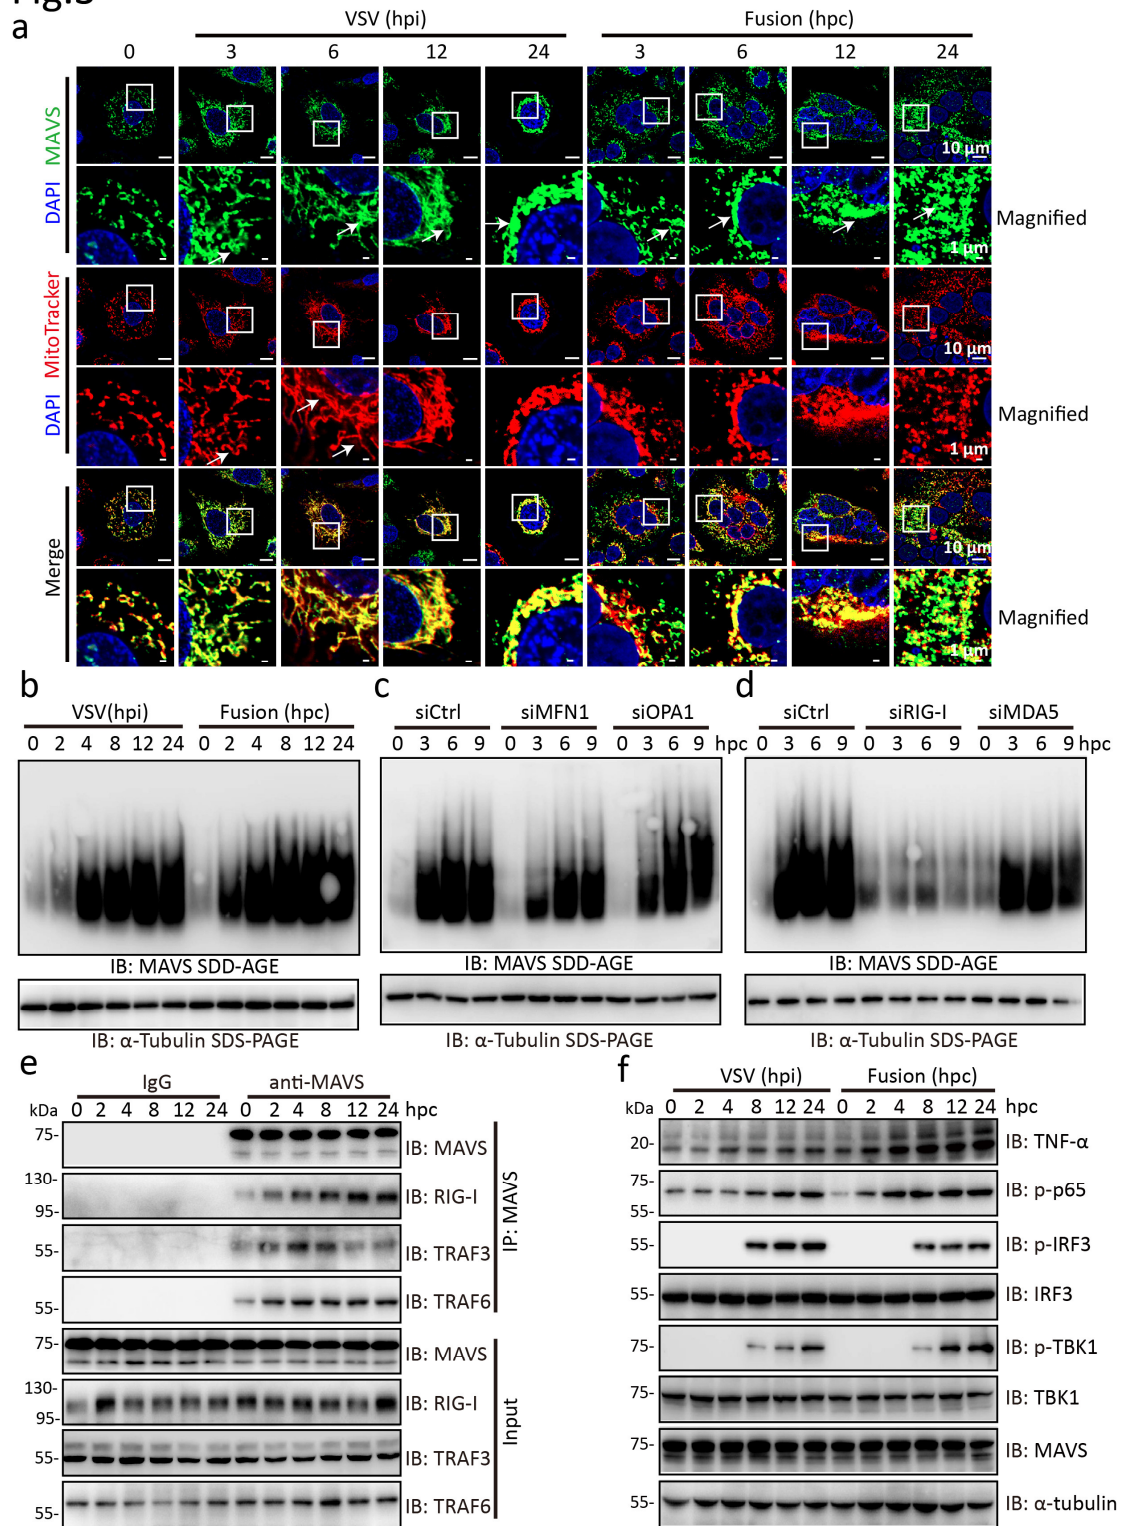 Fig.3
a
VSV (hpi)
Fusion (hpc)
0 3 6 12 24 3 6 12 24
DAPI MAVS
10 µm
Magnified
1 µm
DAPI MitoTracker
10 µm
Magnified
1 µm
Merge
10 µm
Magnified
1 µm
b
VSV(hpi) Fusion (hpc)
0 2 4 8 12 24 0 2 4 8 12 24
IB: MAVS SDD-AGE
IB: α-Tubulin SDS-PAGE
c
siCtrl siMFN1 siOPA1
0 3 6 9 0 3 6 9 0 3 6 9 hpc
IB: MAVS SDD-AGE
IB: α-Tubulin SDS-PAGE
d
siCtrl siRIG-I siMDA5
0 3 6 9 0 3 6 9 0 3 6 9 hpc
IB: MAVS SDD-AGE
IB: α-Tubulin SDS-PAGE
e
IgG anti-MAVS
kDa 0 2 4 8 12 24 0 2 4 8 12 24 hpc
75- IB: MAVS
130-
95- IB: RIG-I
55- IB: TRAF3
55- IB: TRAF6
IP: MAVS
75- IB: MAVS
130-
95- IB: RIG-I
55- IB: TRAF3
55- IB: TRAF6
Input
f
VSV (hpi) Fusion (hpc)
kDa 0 2 4 8 12 24 0 2 4 8 12 24 hpc
20- IB: TNF-α
75-
55- IB: p-p65
55- IB: p-IRF3
55- IB: IRF3
75- IB: p-TBK1
75- IB: TBK1
75- IB: MAVS
55- IB: α-tubulin